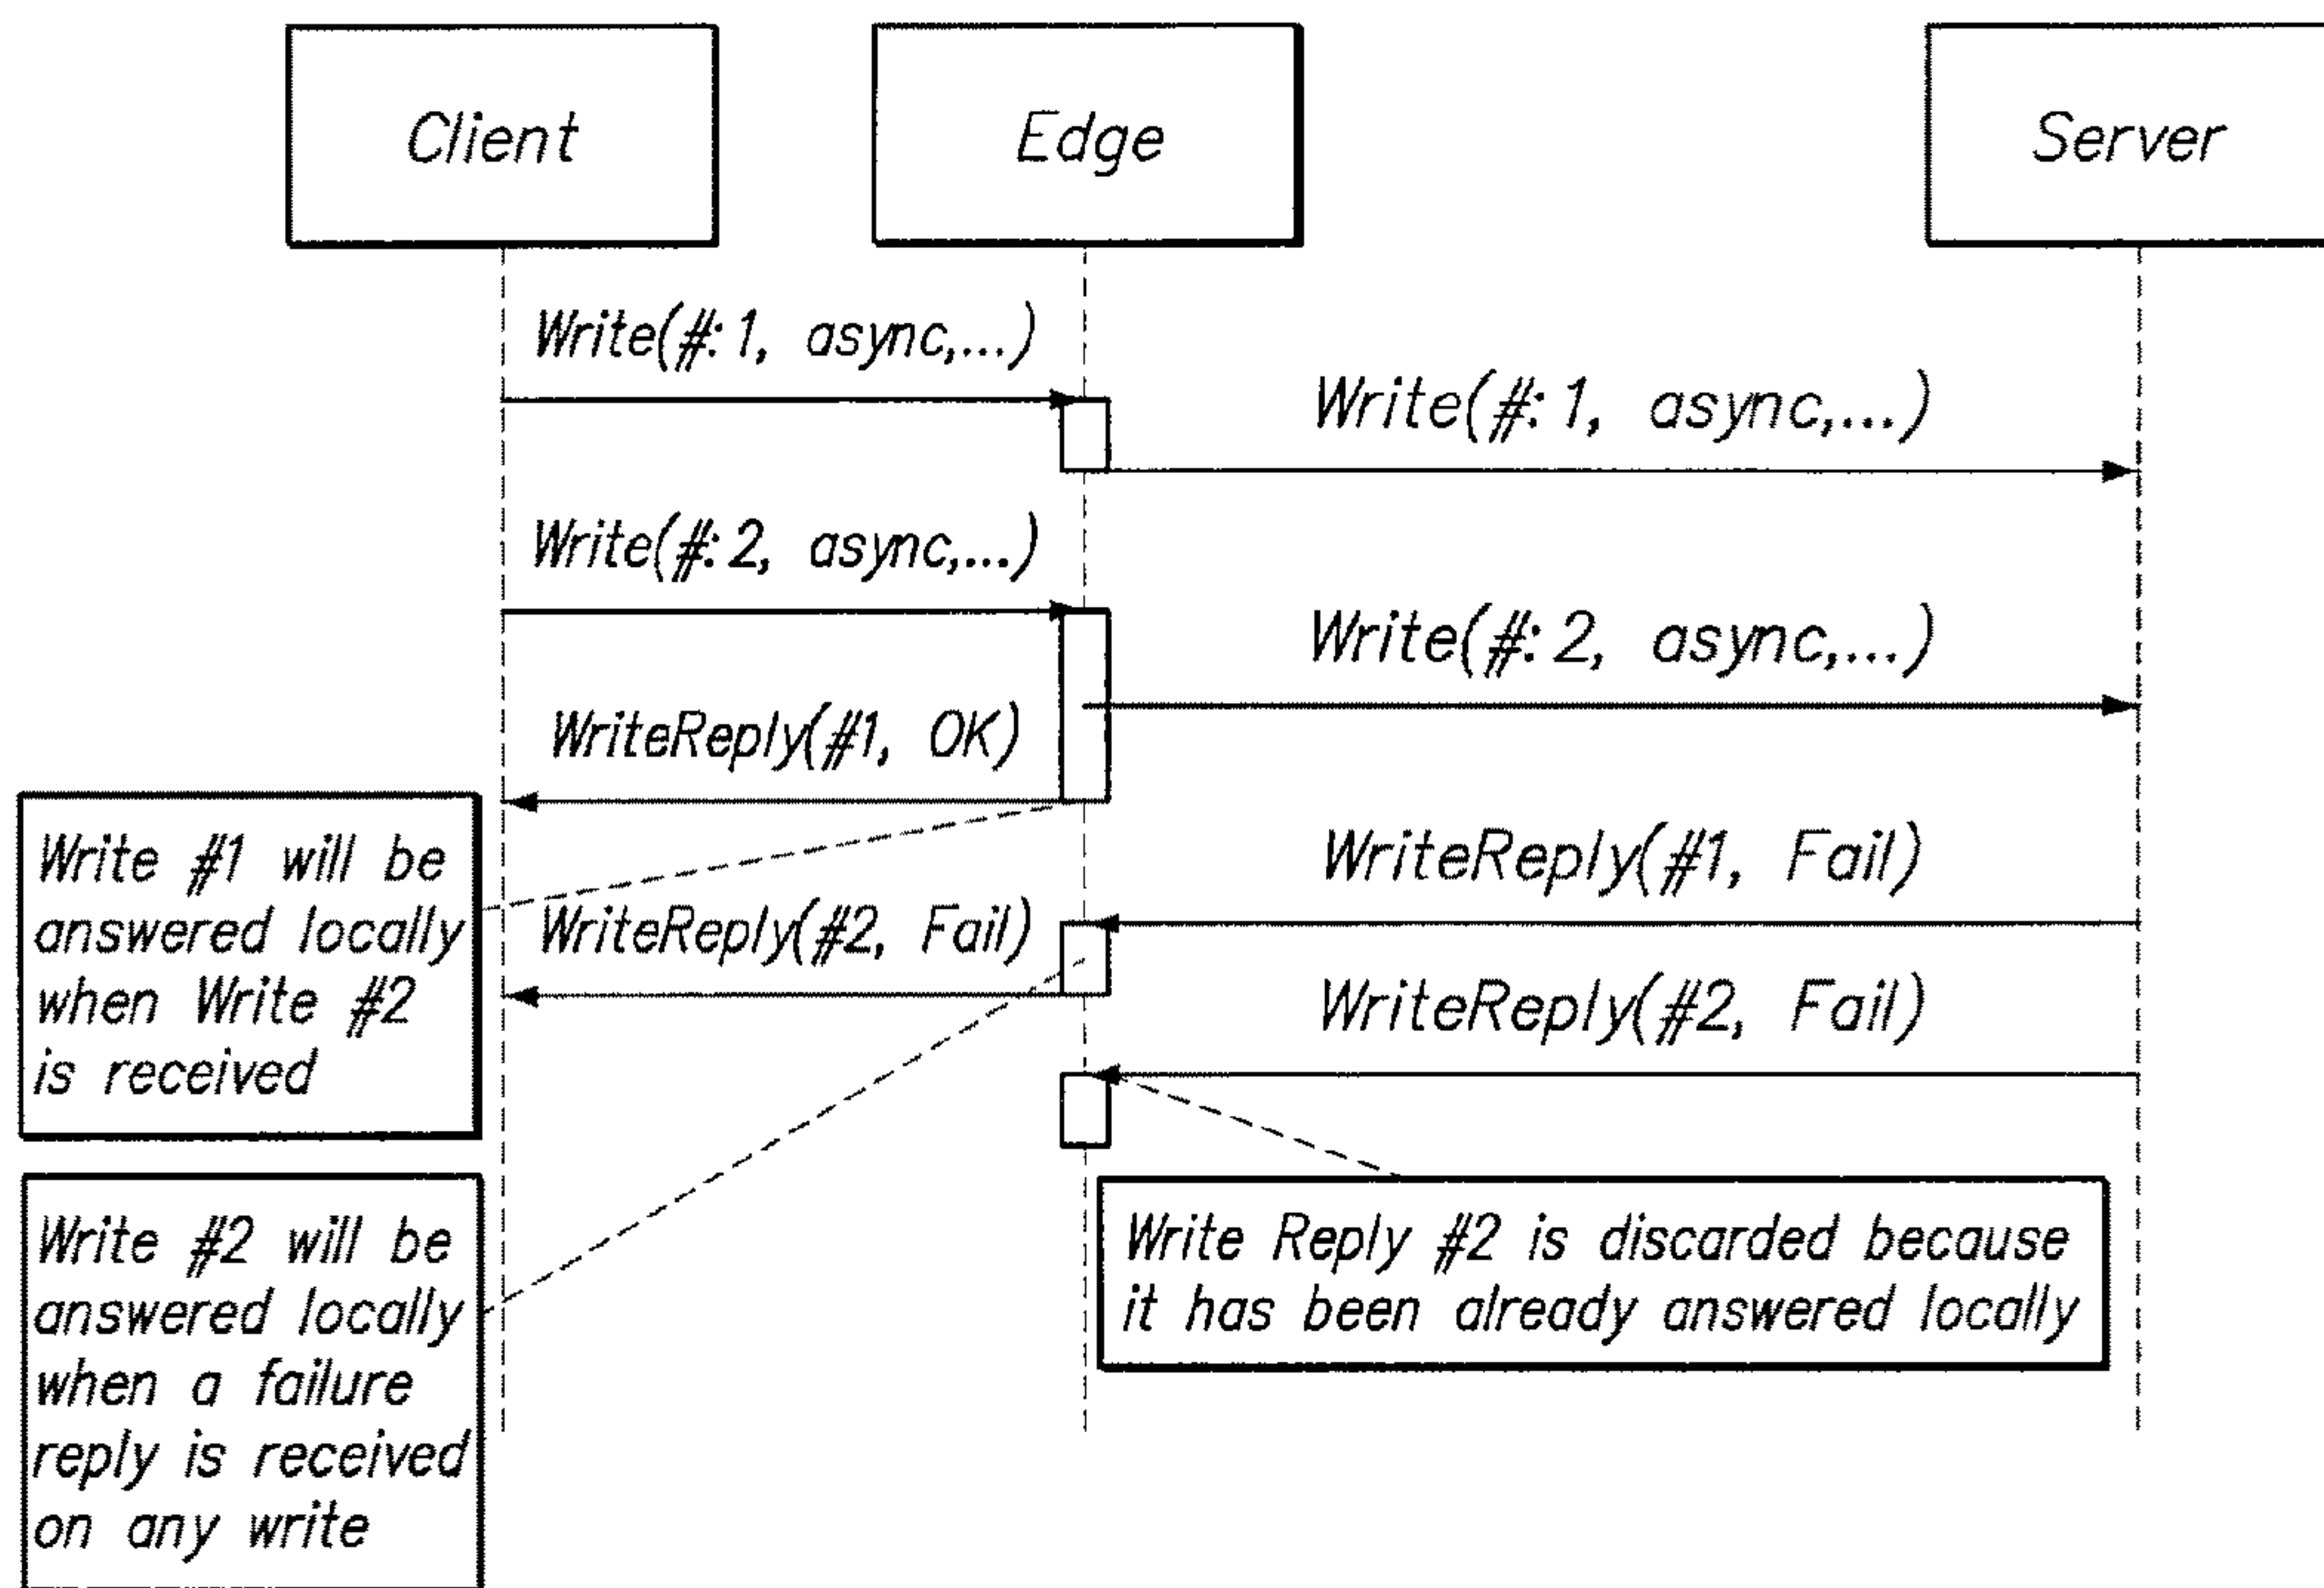 Client
Edge
Server
Write(#:1, async,...)
Write(#:1, async,...)
Write(#:2, async,...)
Write(#:2, async,...)
WriteReply(#1, OK)
Write #1 will be
answered locally
when Write #2
is received
WriteReply(#1, Fail)
WriteReply(#2, Fail)
WriteReply(#2, Fail)
Write #2 will be
answered locally
when a failure
reply is received
on any write
Write Reply #2 is discarded because
it has been already answered locally